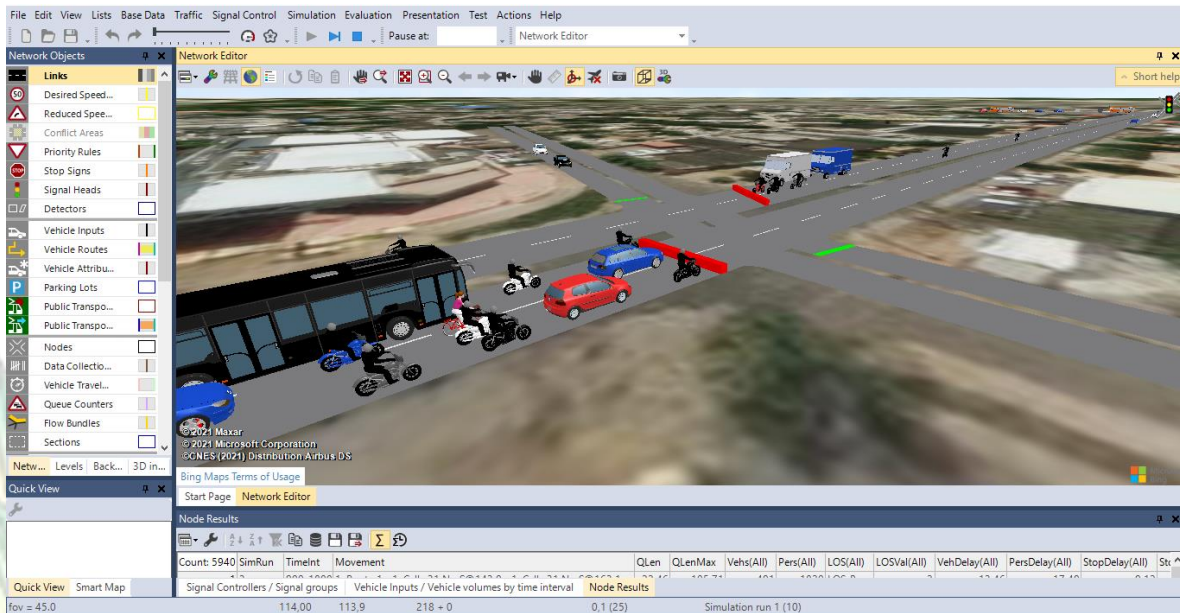 File Edit View Lists Base Data Traffic Signal Control Simulation Evaluation Presentation Test Actions Help
Pause at: Network Editor
Network Objects
Network Editor
Links
Short help
50 Desired Speed...
Reduced Spee...
Conflict Areas
Priority Rules
STOP Stop Signs
Signal Heads
Detectors
Vehicle Inputs
Vehicle Routes
Vehicle Attribu...
P Parking Lots
Public Transpo...
Public Transpo...
Nodes
Data Collectio...
Vehicle Travel...
Queue Counters
Flow Bundles
Sections
© 2021 Maxar
© 2021 Microsoft Corporation
©CNES (2021) Distribution Airbus DS
Netw... Levels Back... 3D in...
Bing Maps Terms of Usage
Quick View
Start Page Network Editor
Node Results
Count: 5940 SimRun TimeInt Movement QLen QLenMax Vehs(All) Pers(All) LOS(All) LOSVal(All) VehDelay(All) PersDelay(All) StopDelay(All)
Quick View Smart Map
Signal Controllers / Signal groups Vehicle Inputs / Vehicle volumes by time interval Node Results
fov = 45.0 114,00 113,9 218 + 0 0,1 (25) Simulation run 1 (10)